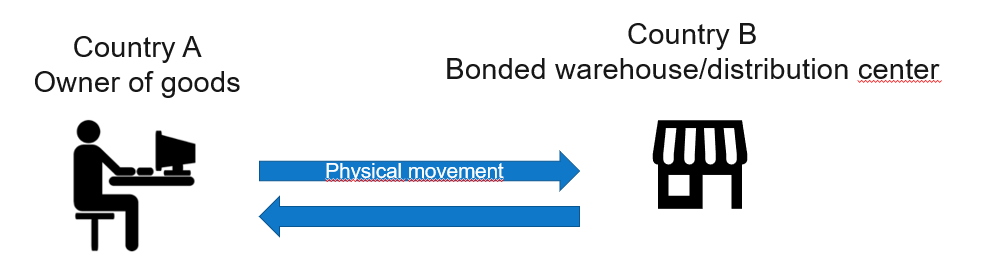 Country A
Owner of goods
Country B
Bonded warehouse/distribution center
Physical movement